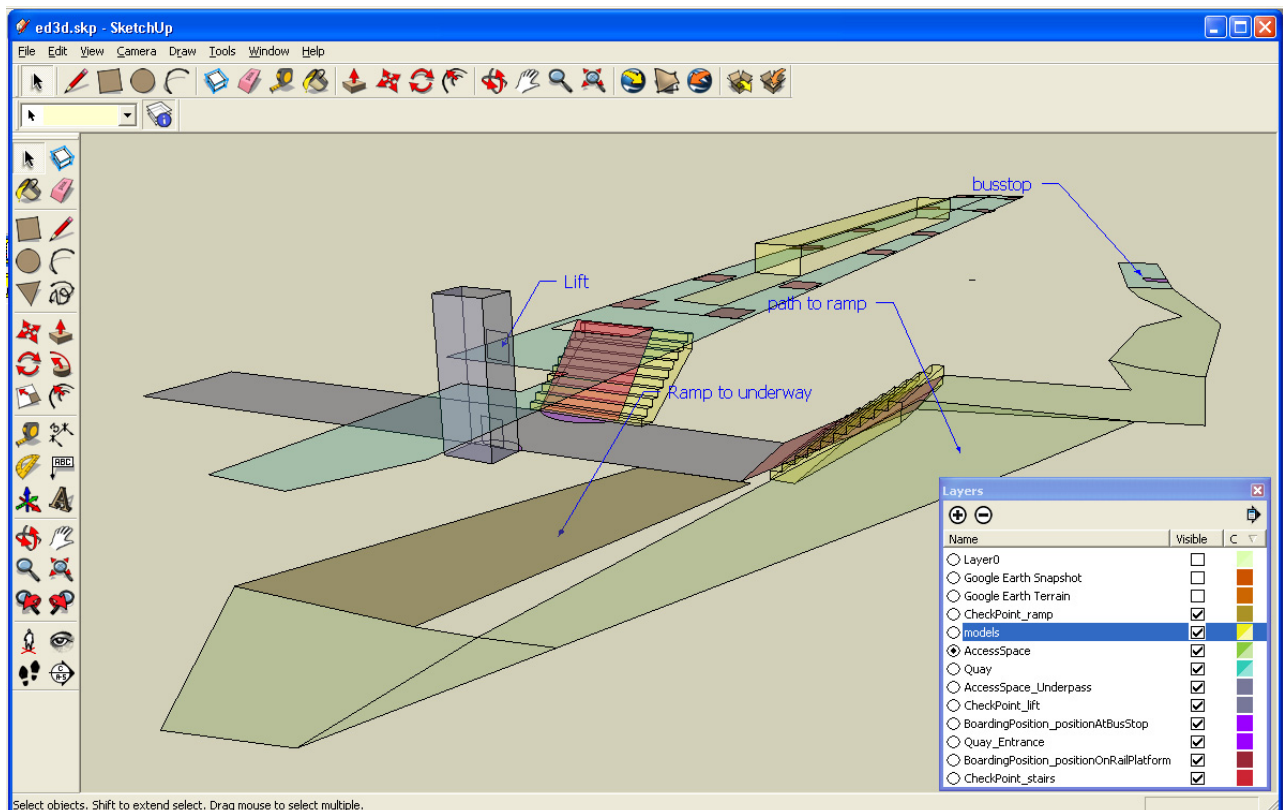 ed3d.skp - SketchUp
File Edit View Camera Draw Tools Window Help
busstop
Lift
path to ramp
Ramp to underway
ABC
Layers
Name Visible C
Layer0
Google Earth Snapshot
Google Earth Terrain
CheckPoint_ramp
models
AccessSpace
Quay
AccessSpace_Underpass
CheckPoint_lift
BoardingPosition_positionAtBusStop
Quay_Entrance
BoardingPosition_positionOnRailPlatform
CheckPoint_stairs
Select objects. Shift to extend select. Drag mouse to select multiple.